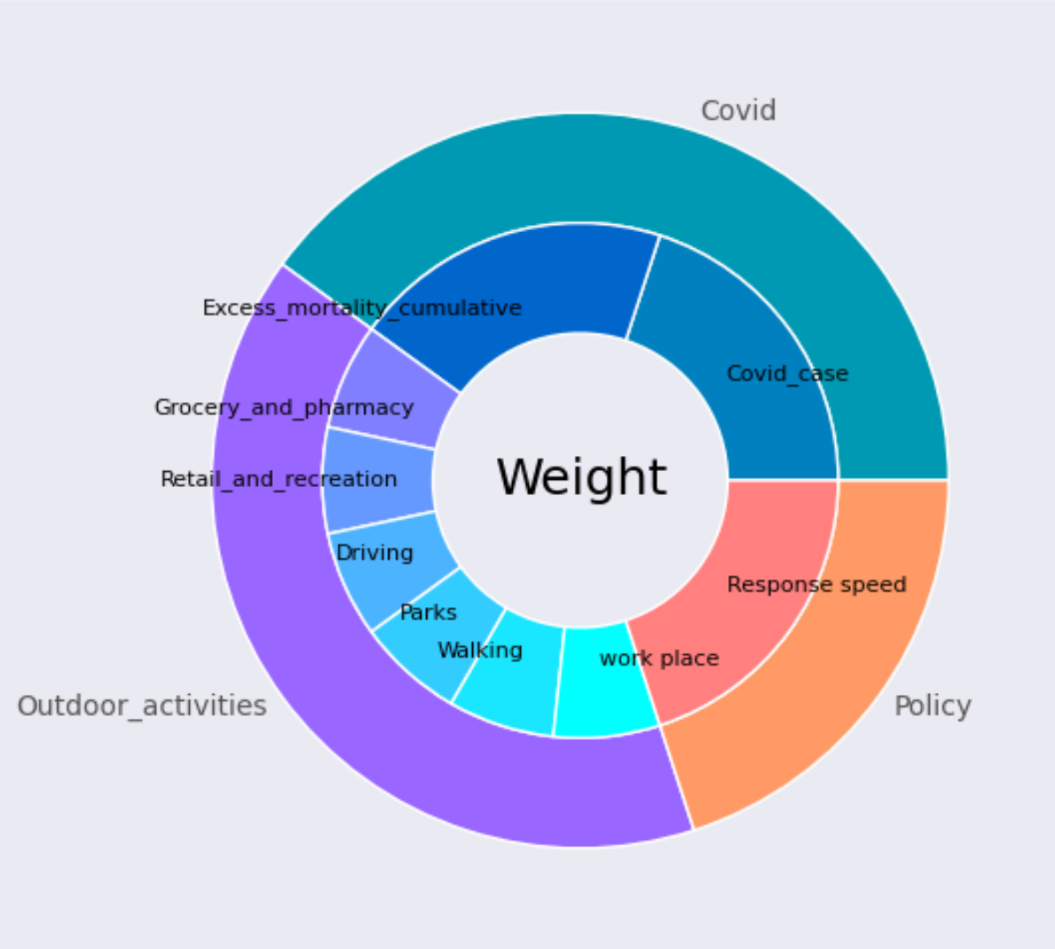 Covid
Excess_mortality_cumulative
Covid_case
Grocery_and_pharmacy
Weight
Retail_and_recreation
Driving
Response speed
Parks
Walking
work place
Outdoor_activities
Policy